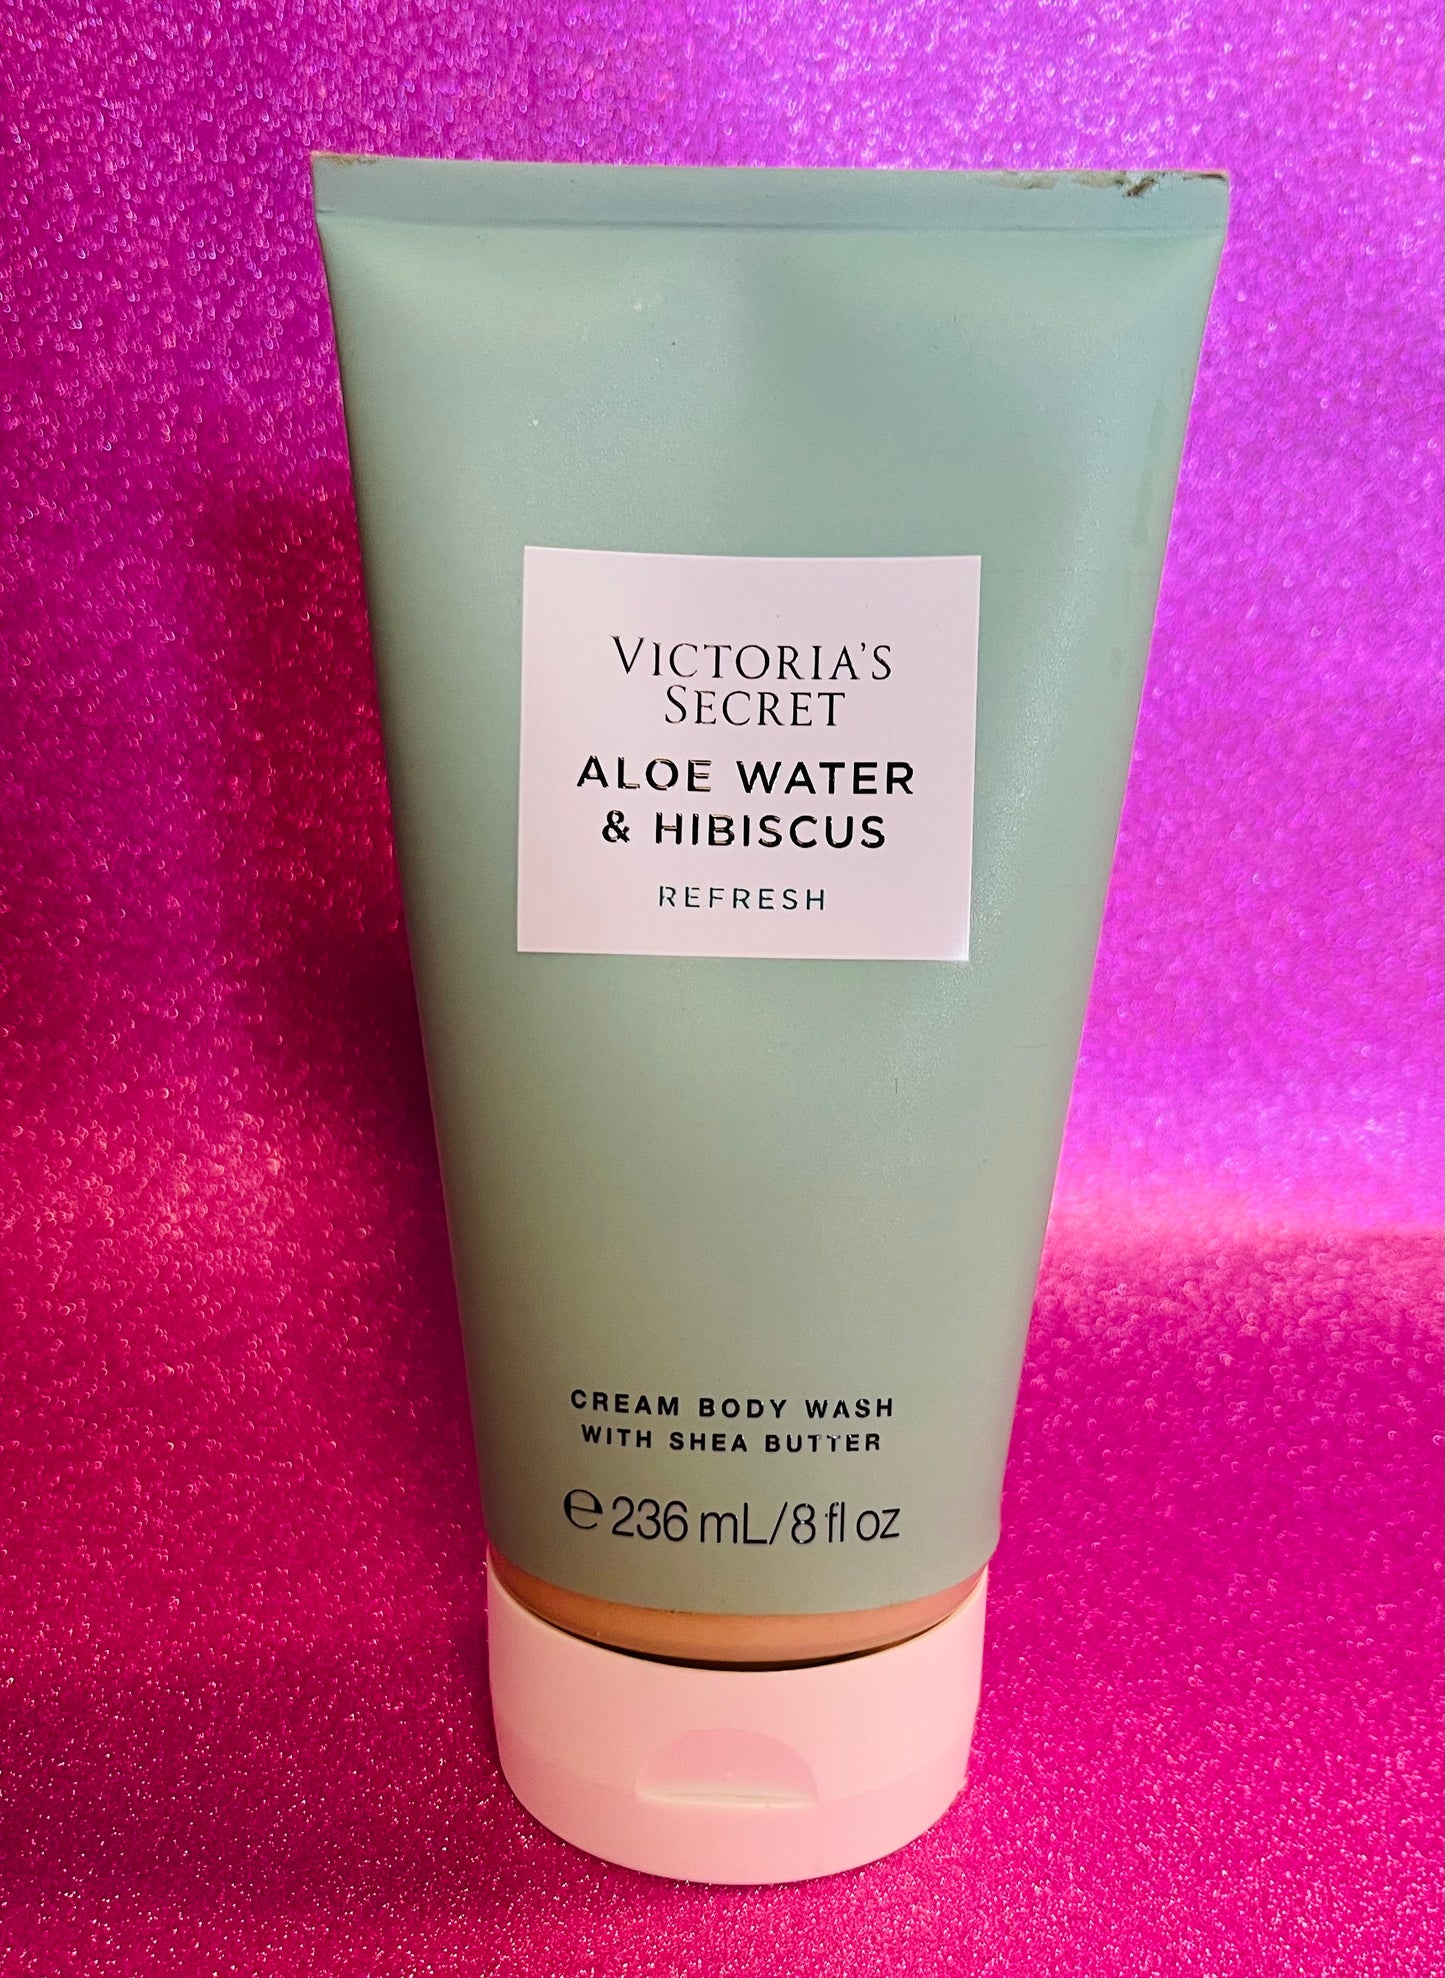 VICTORIA'S
SECRET
ALOE WATER
& HIBISCUS
REFRESH
CREAM BODY WASH
WITH SHEA BUTTER
℮ 236 mL/8 fl oz